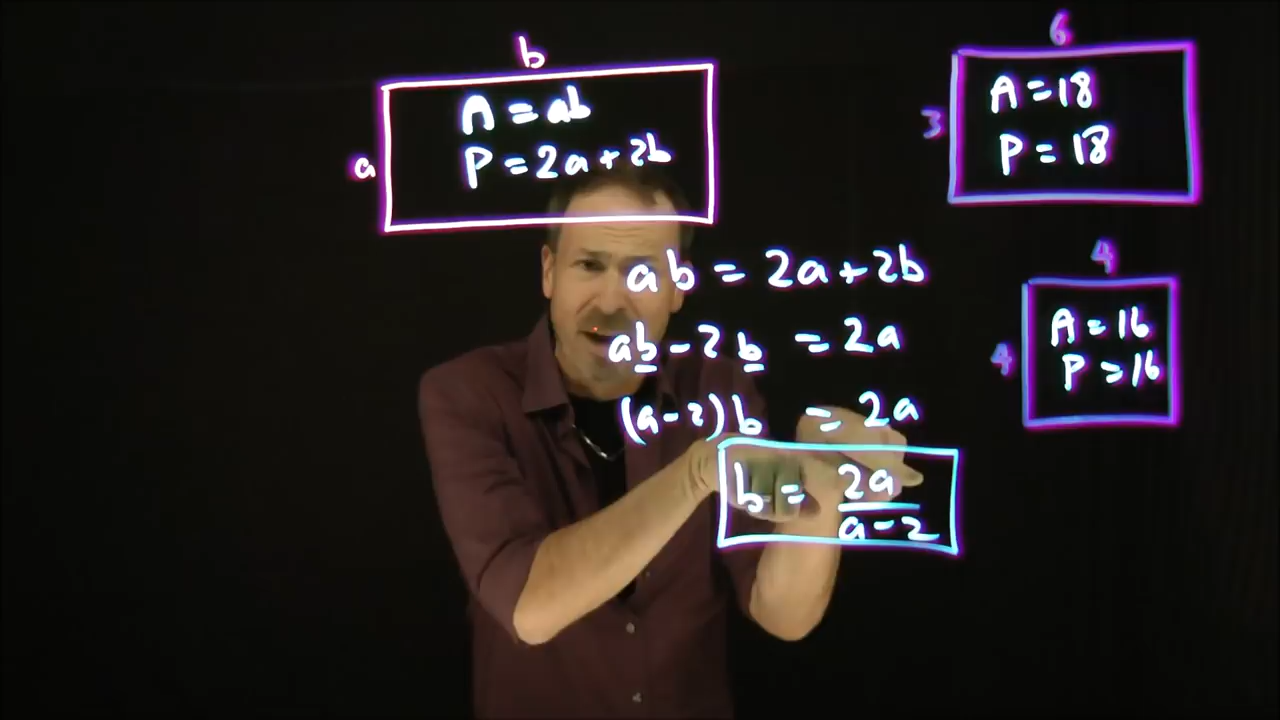 b
a
A = ab
P = 2a + 2b
6
3
A = 18
P = 18
ab = 2a + 2b
ab - 2b = 2a
(a - 2)b = 2a
b = 2a / a - 2
4
4
A = 16
P = 16